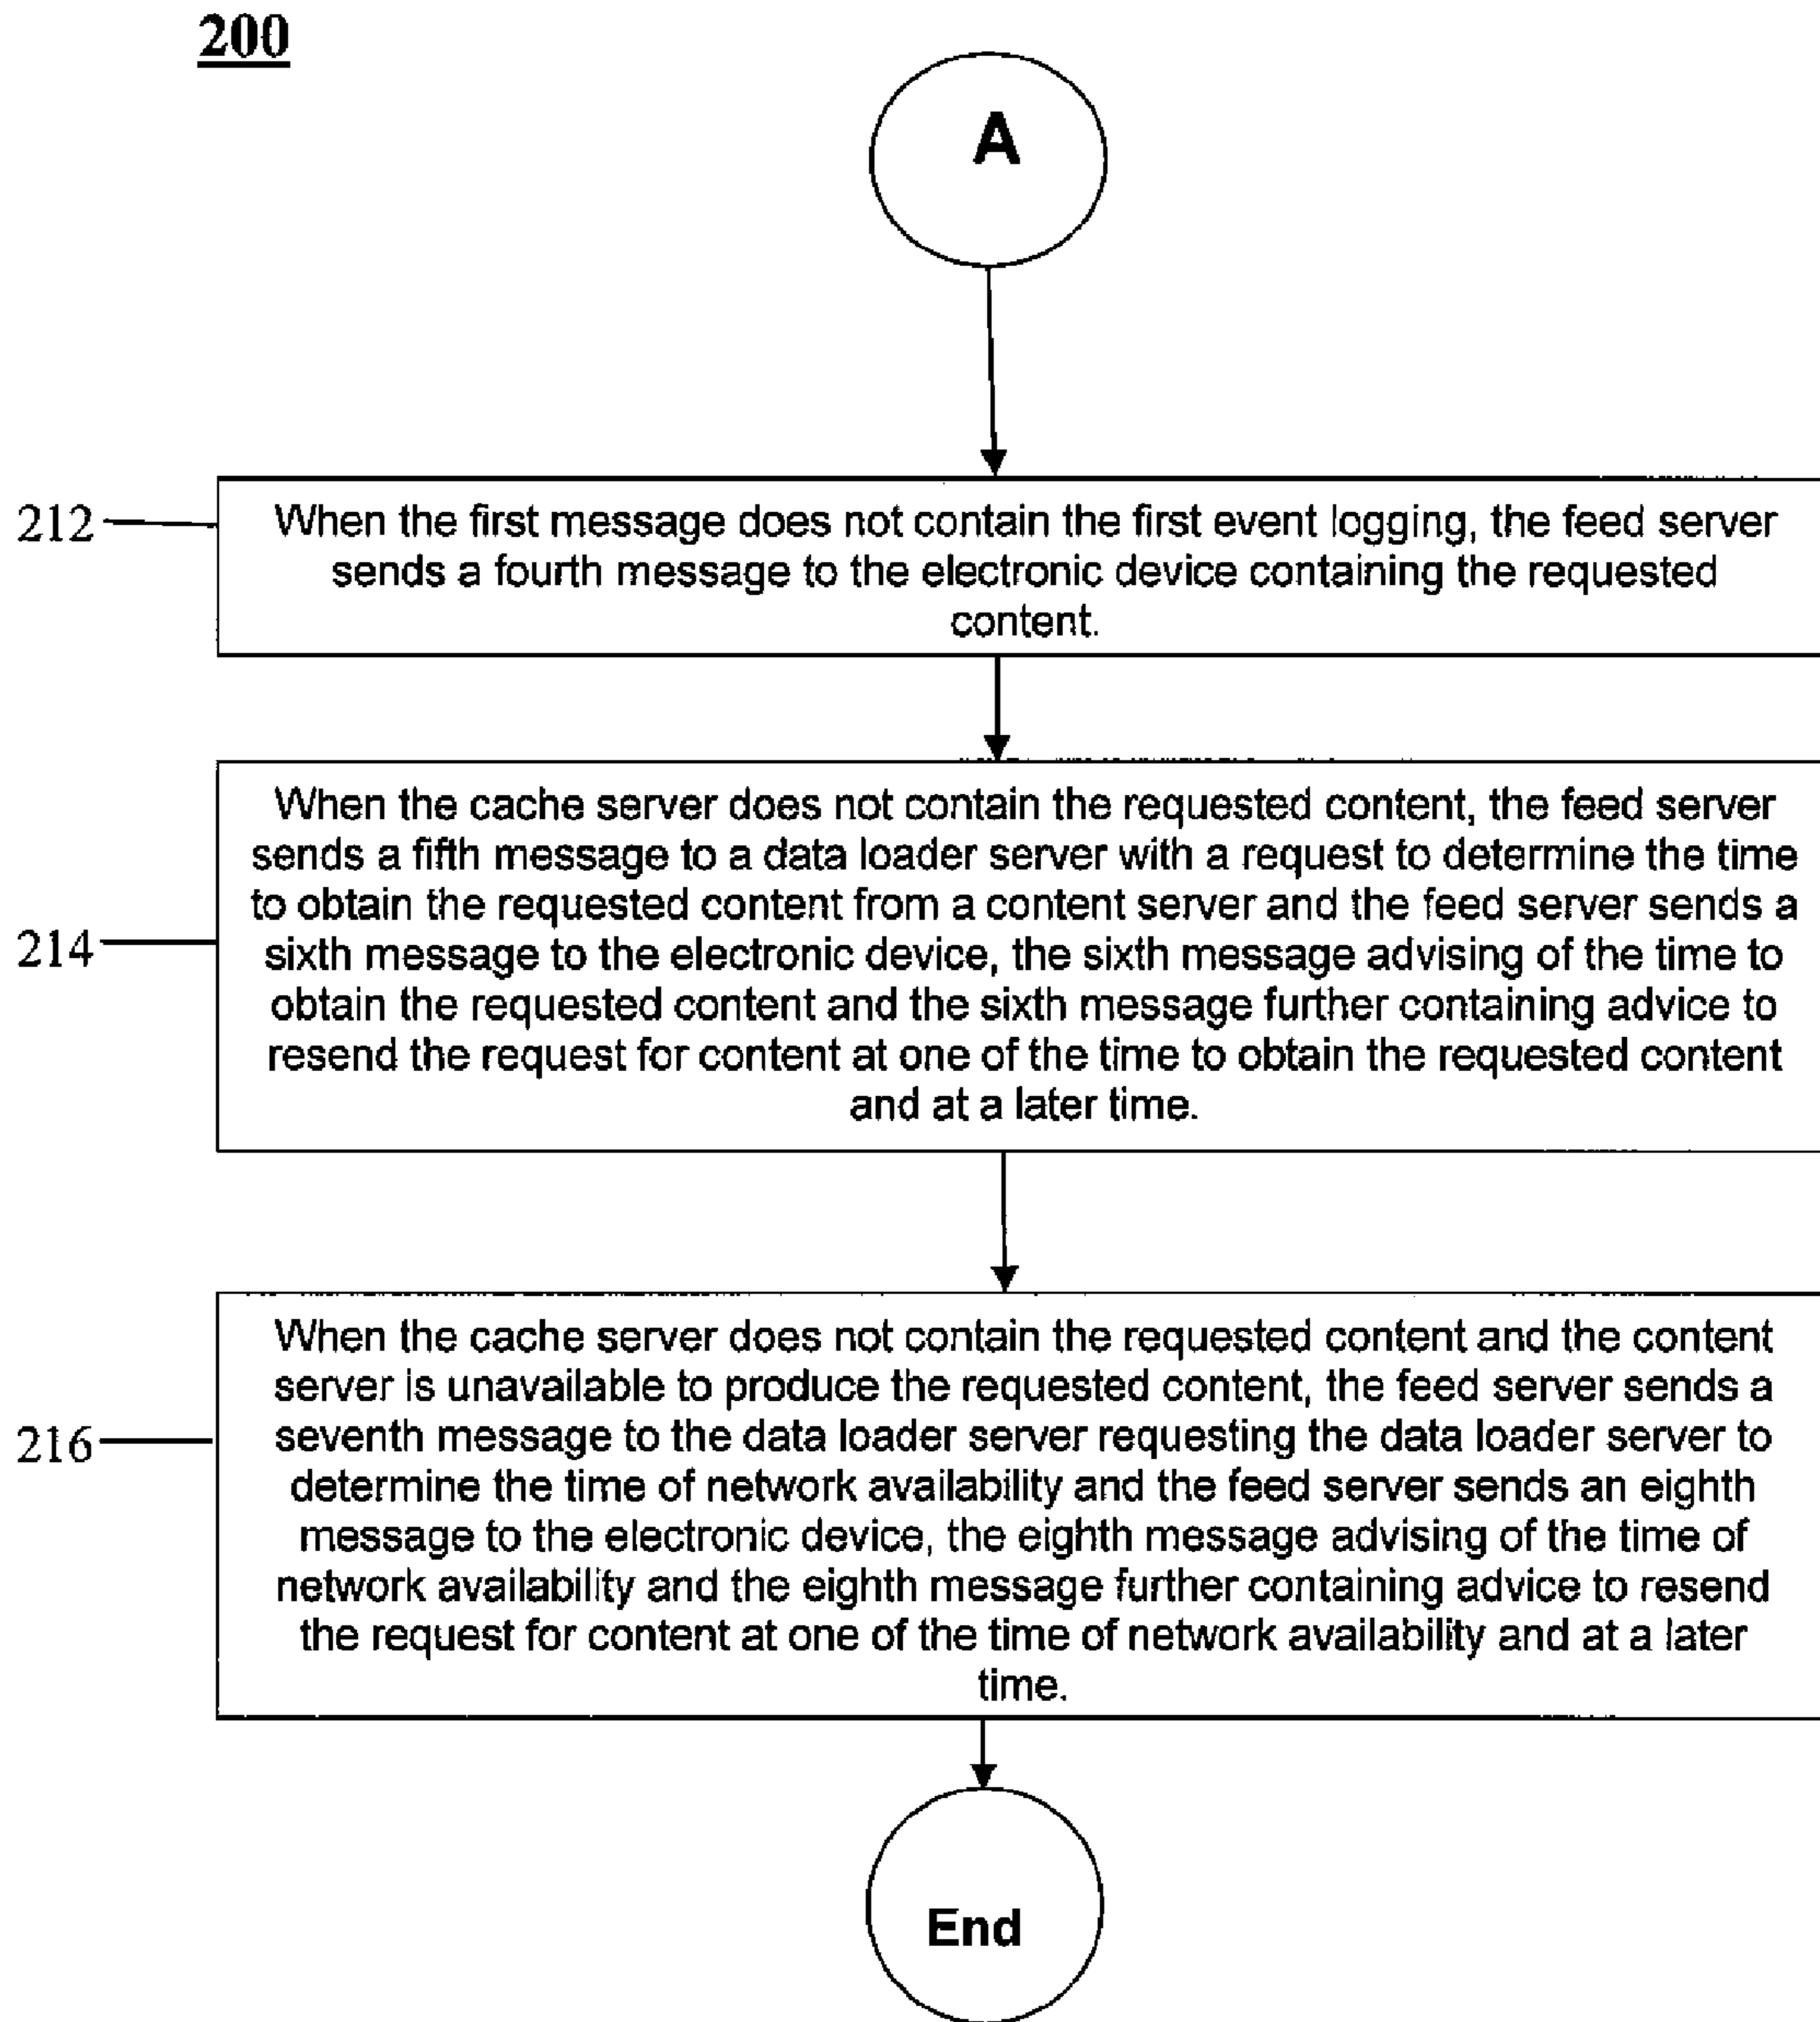 200
A
212
When the first message does not contain the first event logging, the feed server
sends a fourth message to the electronic device containing the requested
content.
214
When the cache server does not contain the requested content, the feed server
sends a fifth message to a data loader server with a request to determine the time
to obtain the requested content from a content server and the feed server sends a
sixth message to the electronic device, the sixth message advising of the time to
obtain the requested content and the sixth message further containing advice to
resend the request for content at one of the time to obtain the requested content
and at a later time.
216
When the cache server does not contain the requested content and the content
server is unavailable to produce the requested content, the feed server sends a
seventh message to the data loader server requesting the data loader server to
determine the time of network availability and the feed server sends an eighth
message to the electronic device, the eighth message advising of the time of
network availability and the eighth message further containing advice to resend
the request for content at one of the time of network availability and at a later
time.
End